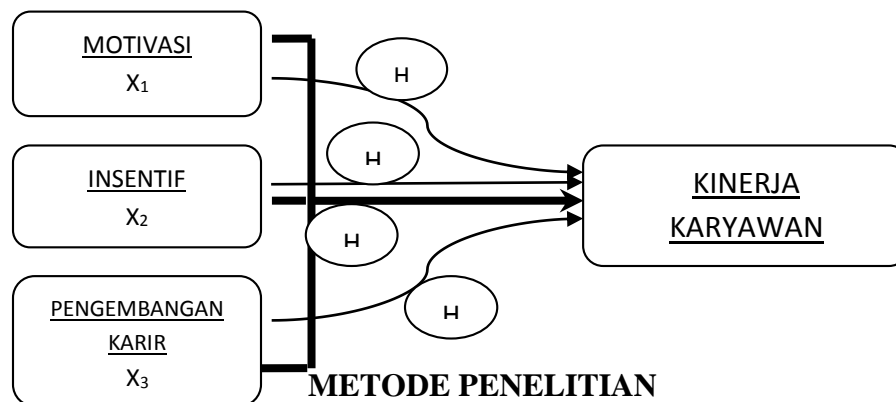 MOTIVASI
X₁
H
H
INSENTIF
X₂
KINERJA
KARYAWAN
H
PENGEMBANGAN
KARIR
X₃
H
METODE PENELITIAN